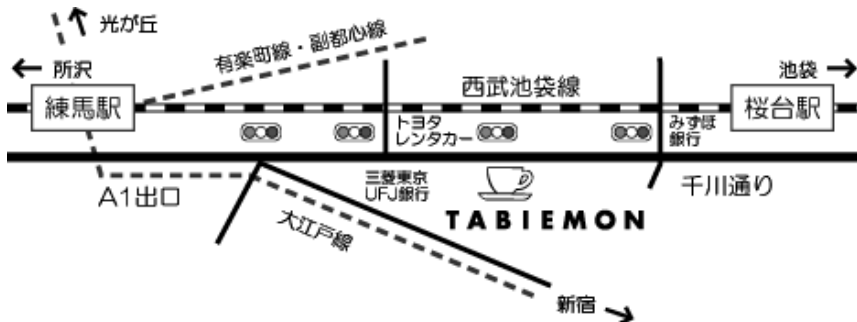 光が丘
有楽町線・副都心線
所沢
池袋
西武池袋線
練馬駅
桜台駅
トヨタ
レンタカー
みずほ
銀行
三菱東京
UFJ銀行
千川通り
A1出口
TABIEMON
大江戸線
新宿